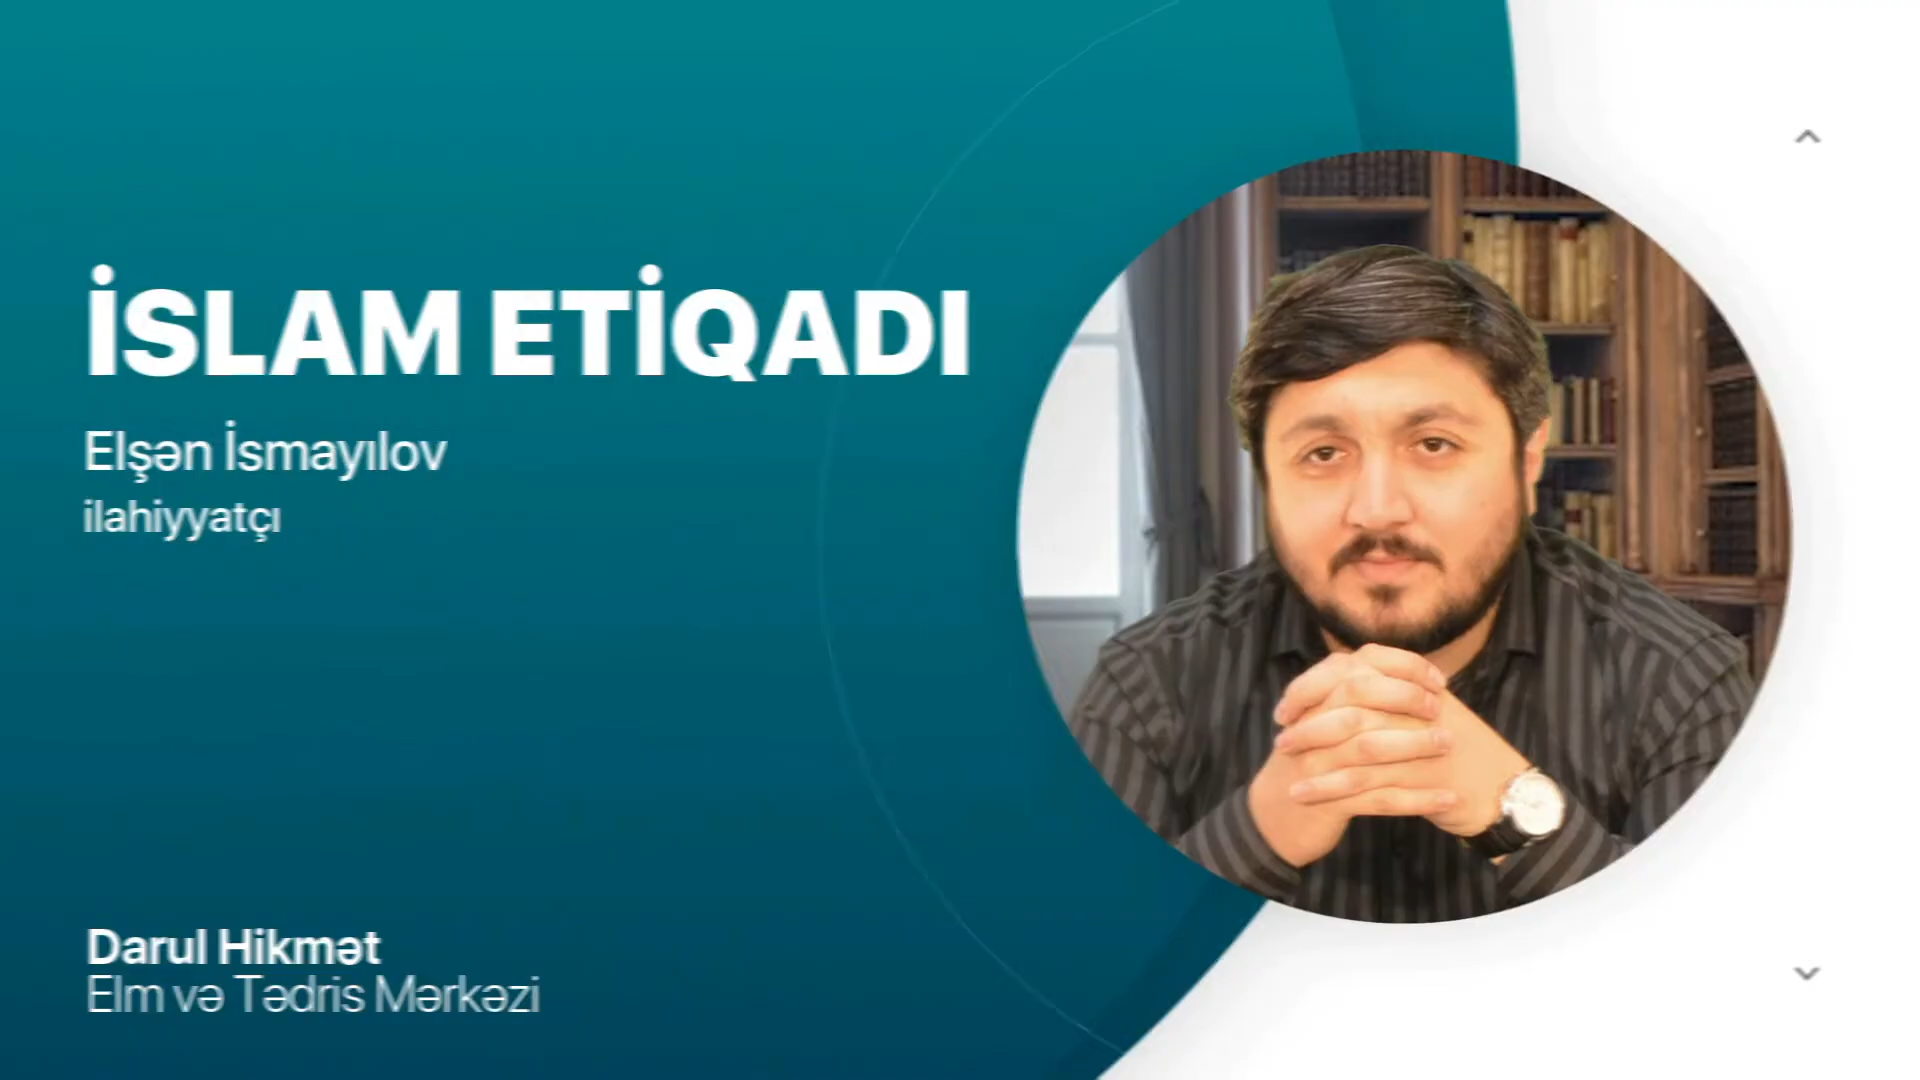 İSLAM ETİQADI
Elşən İsmayılov
ilahiyyatçı
Darul Hikmət
Elm və Tədris Mərkəzi